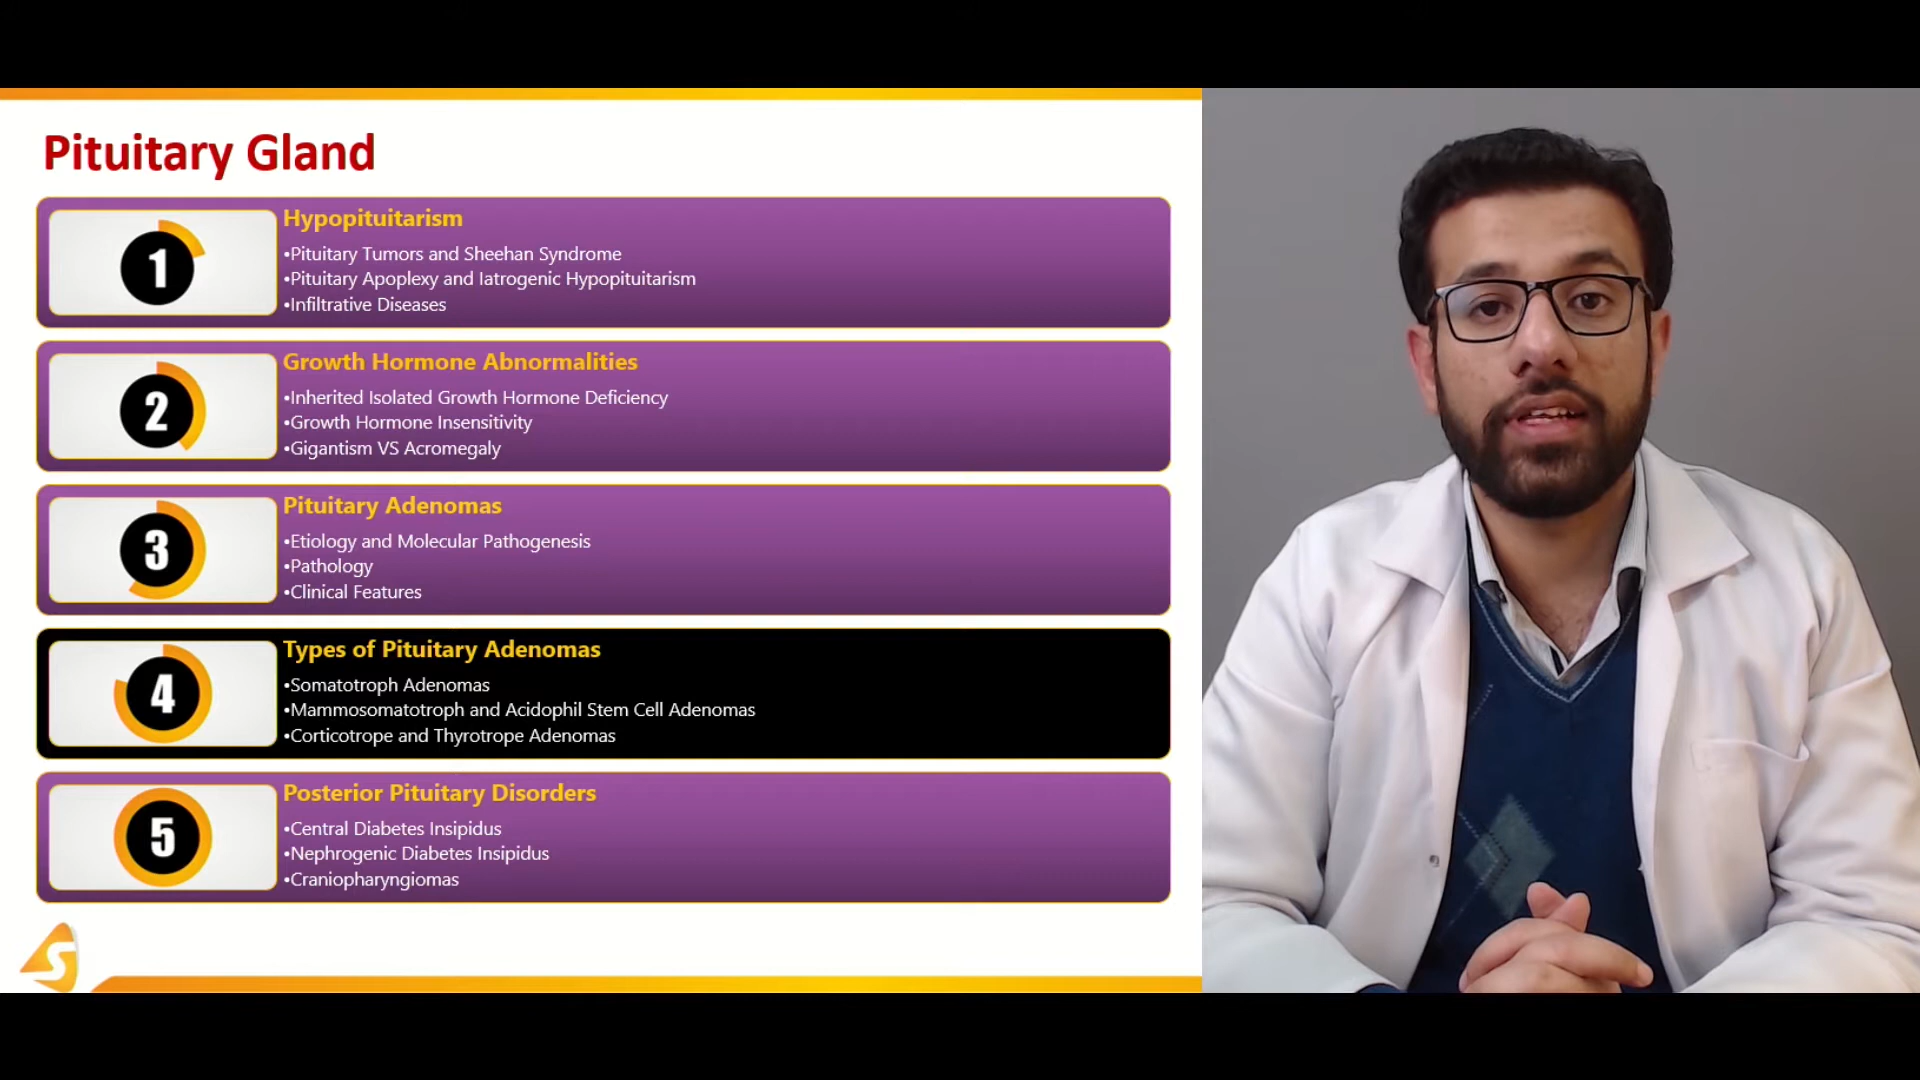 Pituitary Gland
1
Hypopituitarism
•Pituitary Tumors and Sheehan Syndrome
•Pituitary Apoplexy and Iatrogenic Hypopituitarism
•Infiltrative Diseases
2
Growth Hormone Abnormalities
•Inherited Isolated Growth Hormone Deficiency
•Growth Hormone Insensitivity
•Gigantism VS Acromegaly
3
Pituitary Adenomas
•Etiology and Molecular Pathogenesis
•Pathology
•Clinical Features
4
Types of Pituitary Adenomas
•Somatotroph Adenomas
•Mammosomatotroph and Acidophil Stem Cell Adenomas
•Corticotrope and Thyrotrope Adenomas
5
Posterior Pituitary Disorders
•Central Diabetes Insipidus
•Nephrogenic Diabetes Insipidus
•Craniopharyngiomas
S